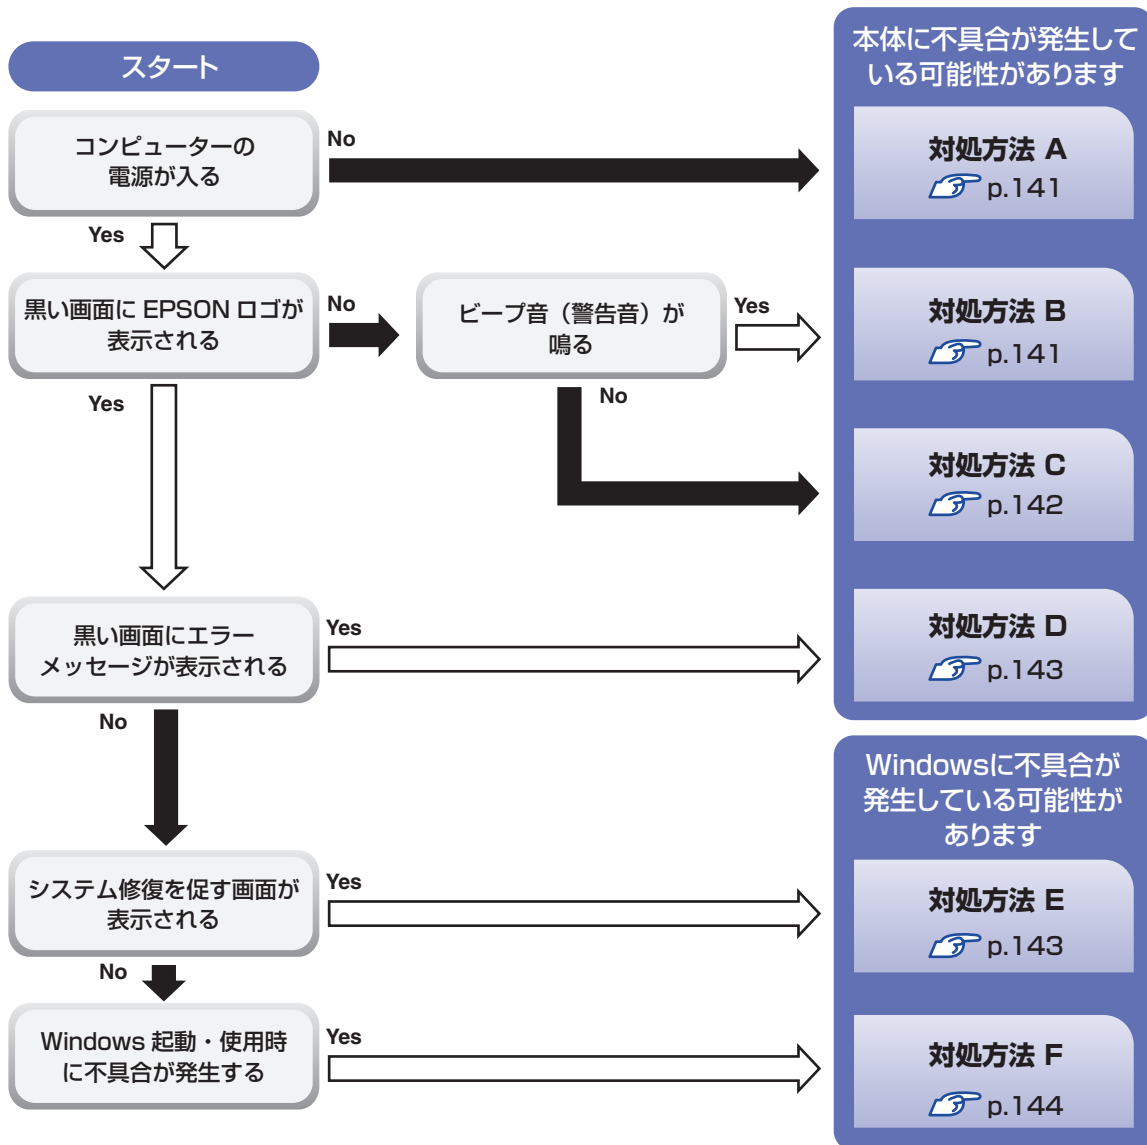 スタート
コンピューターの
電源が入る
No
Yes
黒い画面に EPSON ロゴが
表示される
No
ビープ音（警告音）が
鳴る
Yes
No
Yes
黒い画面にエラー
メッセージが表示される
Yes
No
システム修復を促す画面が
表示される
Yes
No
Windows 起動・使用時
に不具合が発生する
Yes
本体に不具合が発生して
いる可能性があります
対処方法 A
p.141
対処方法 B
p.141
対処方法 C
p.142
対処方法 D
p.143
Windowsに不具合が
発生している可能性が
あります
対処方法 E
p.143
対処方法 F
p.144